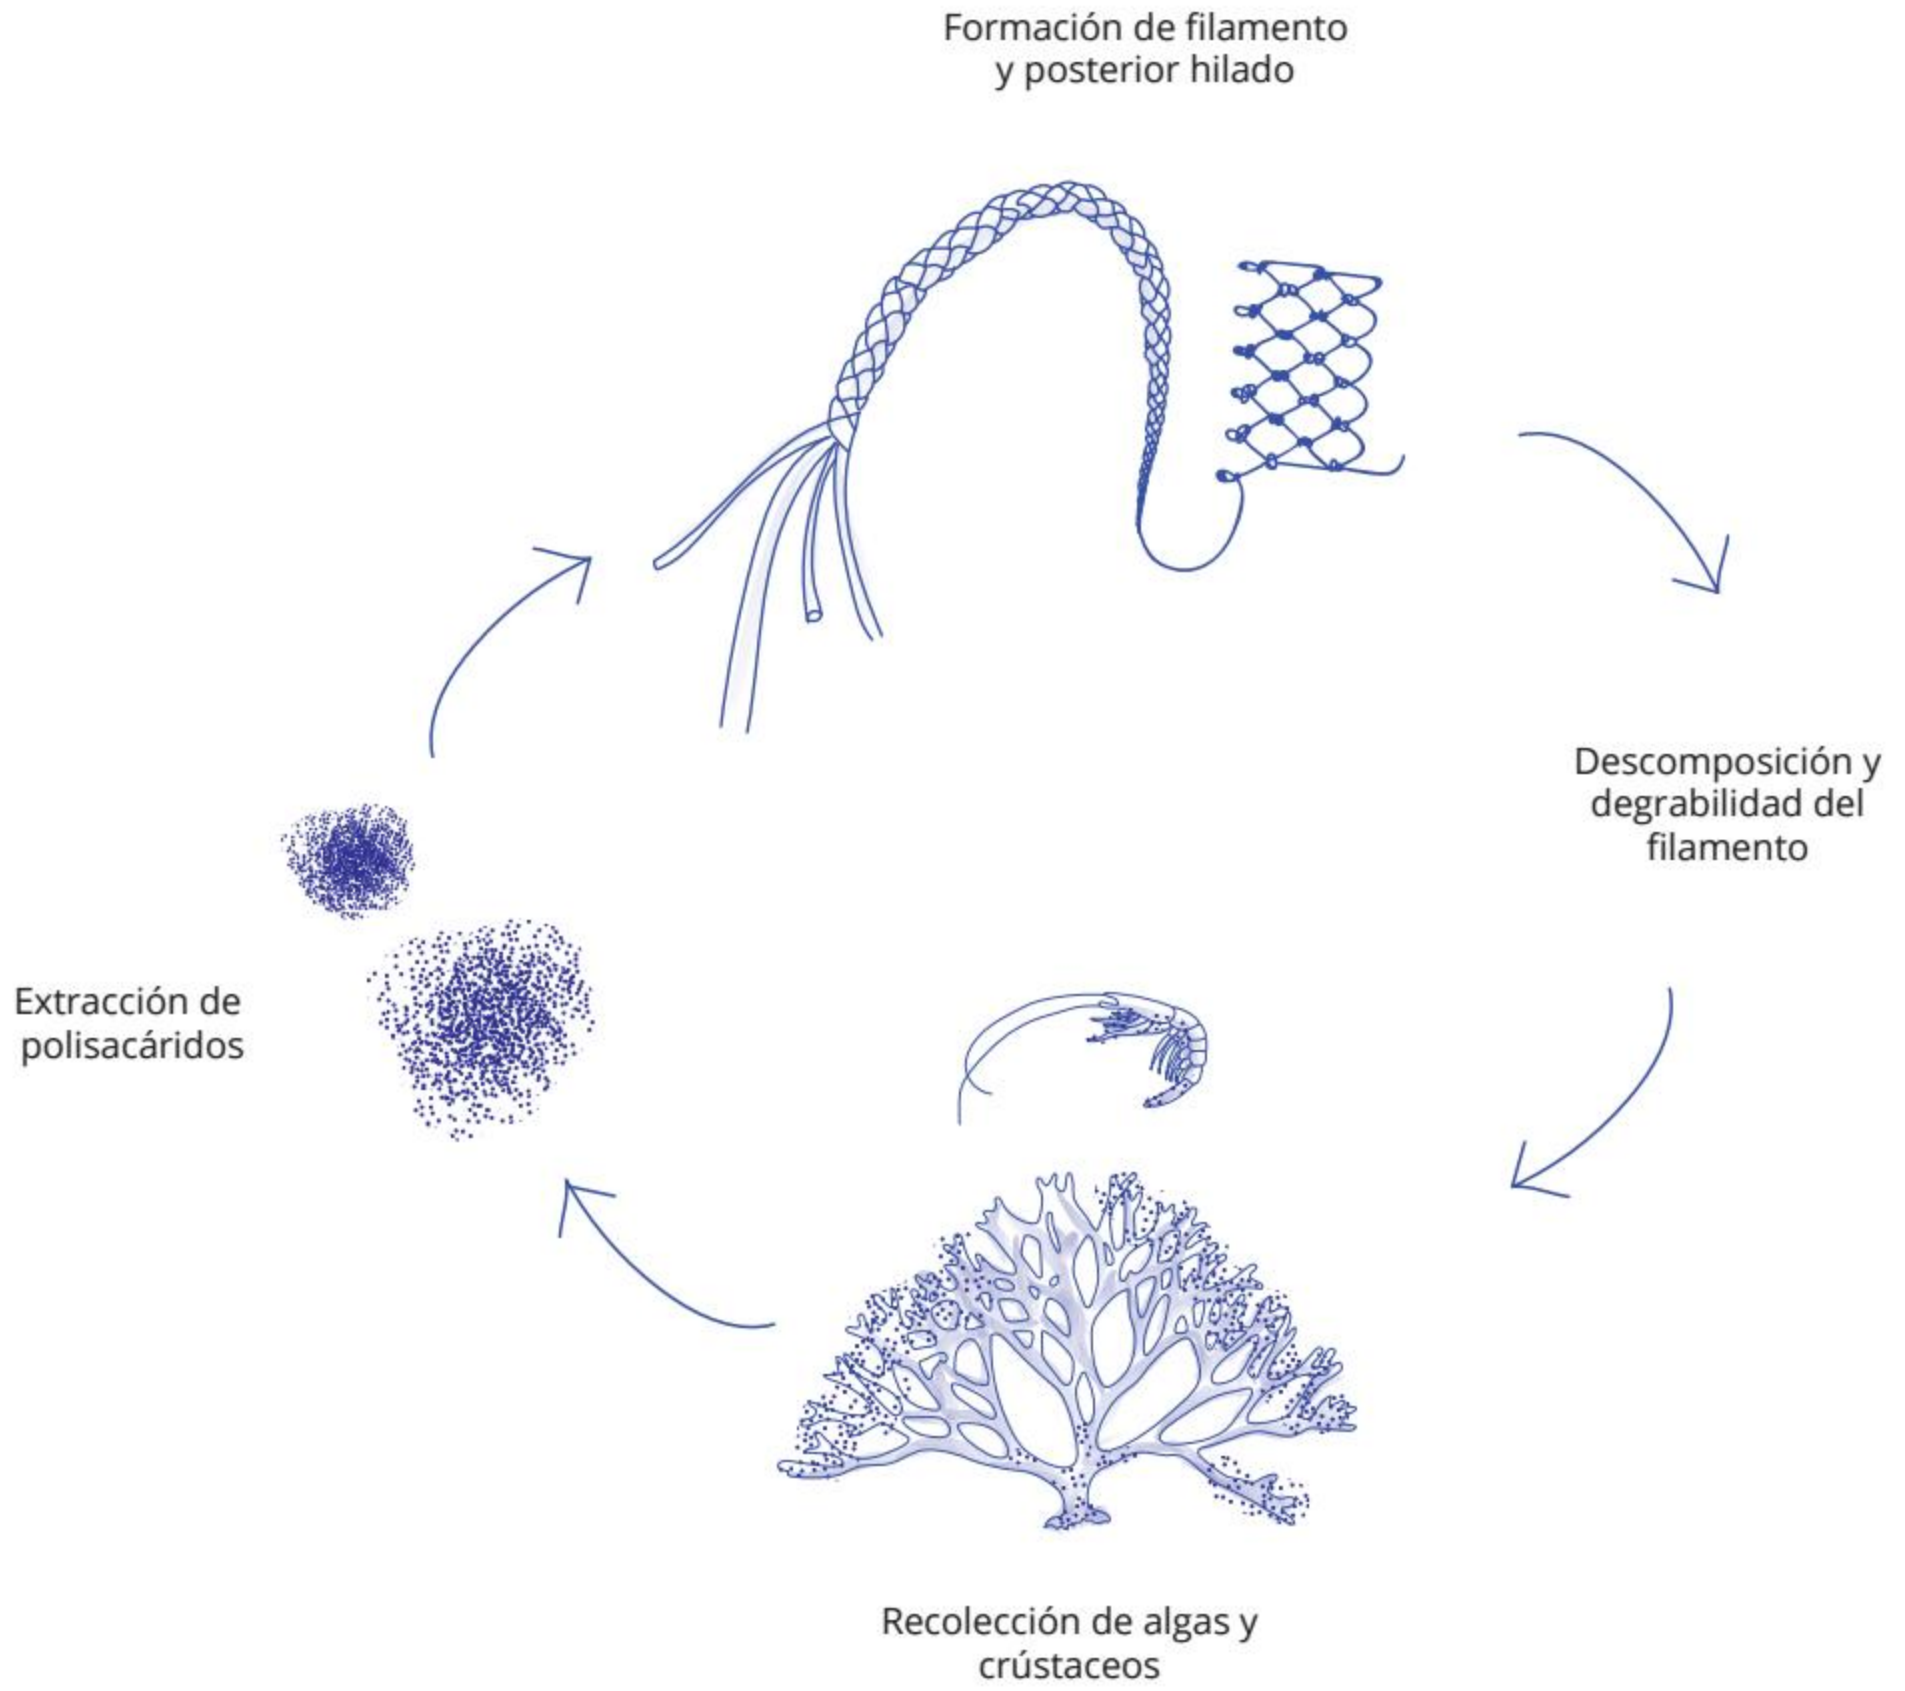 Formación de filamento
y posterior hilado
Descomposición y
degrabilidad del
filamento
Extracción de
polisacáridos
Recolección de algas y
crústaceos